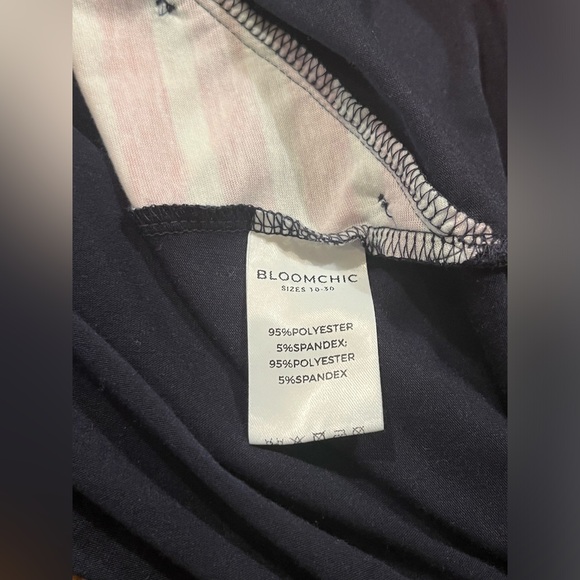 BLOOMCHIC
SIZES 10-30
95%POLYESTER
5%SPANDEX;
95%POLYESTER
5%SPANDEX